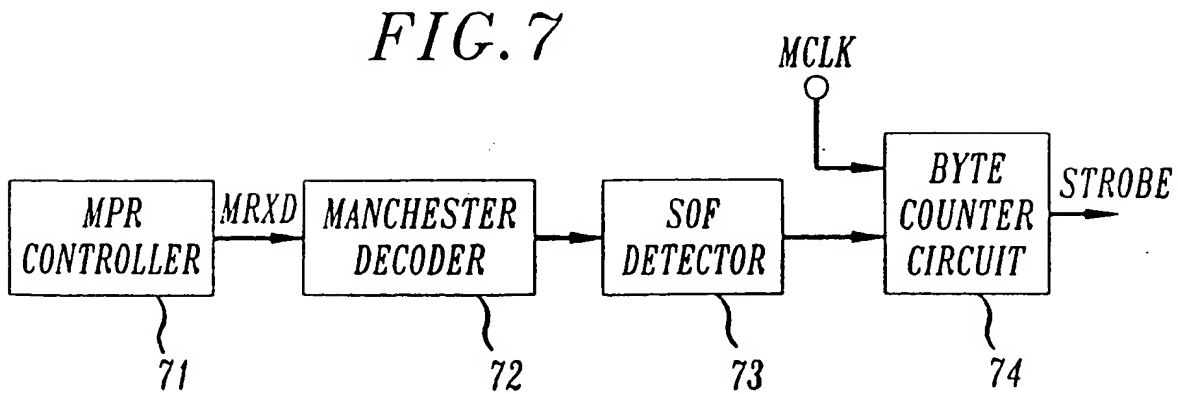 FIG. 7
MCLK
MPR
CONTROLLER
MRXD
MANCHESTER
DECODER
SOF
DETECTOR
BYTE
COUNTER
CIRCUIT
STROBE
71
72
73
74